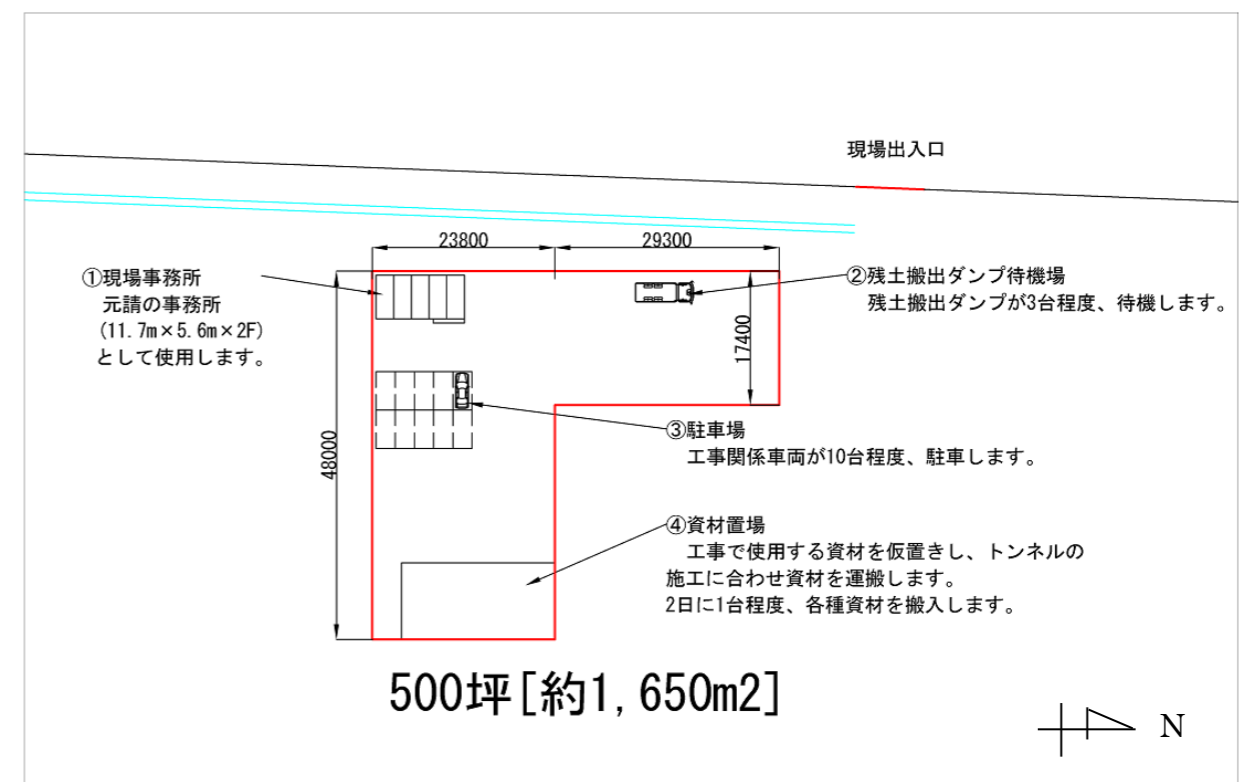 現場出入口
23800
29300
①現場事務所
元請の事務所
(11.7m×5.6m×2F)
として使用します。
②残土搬出ダンプ待機場
残土搬出ダンプが3台程度、待機します。
17400
③駐車場
工事関係車両が10台程度、駐車します。
48000
④資材置場
工事で使用する資材を仮置きし、トンネルの
施工に合わせ資材を運搬します。
2日に1台程度、各種資材を搬入します。
500坪[約1,650m2]
N